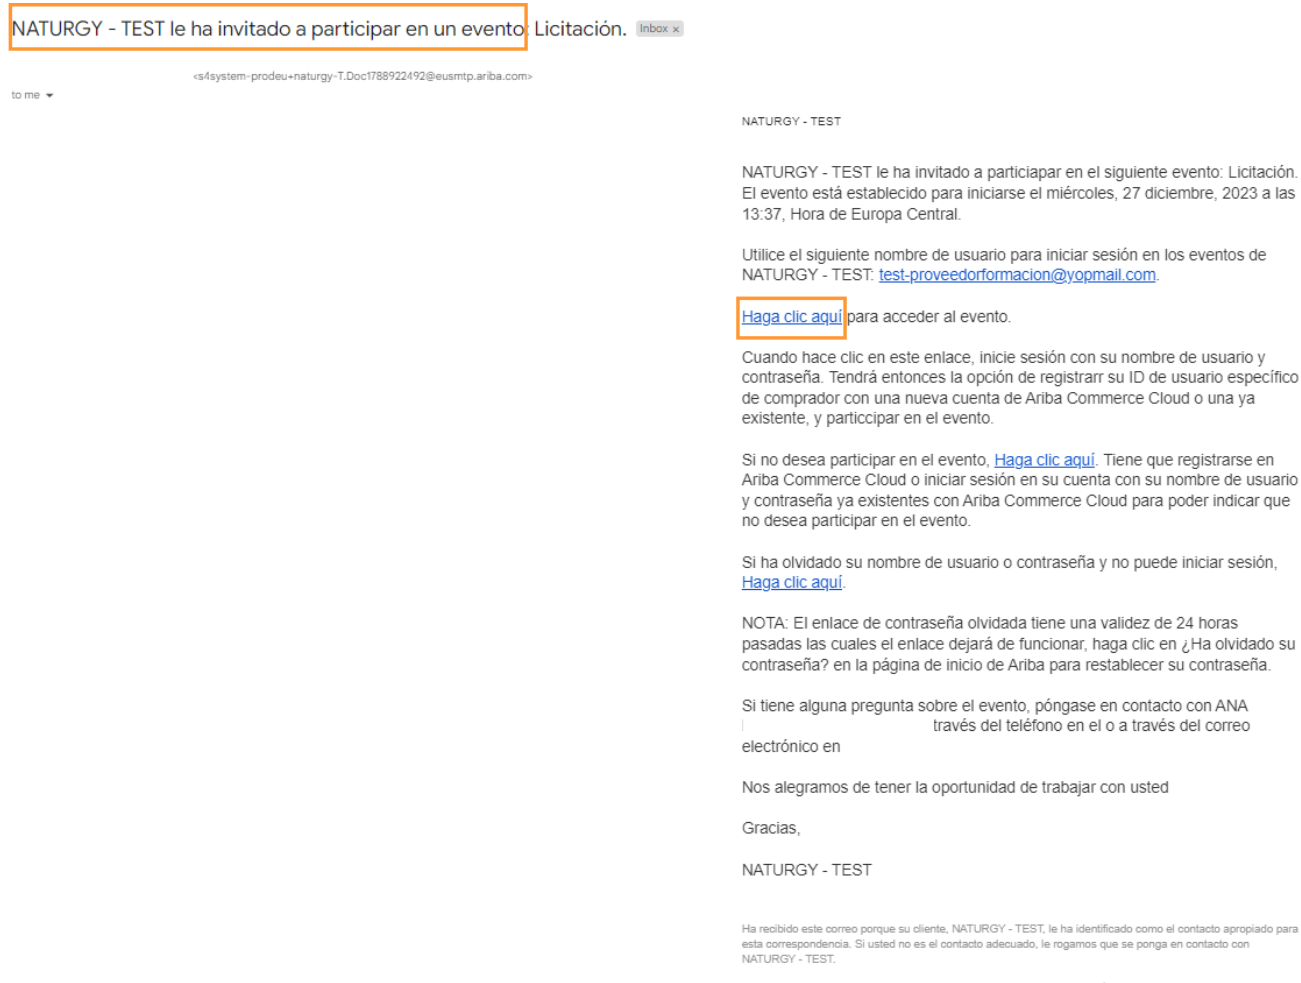 NATURGY - TEST le ha invitado a participar en un evento: Licitación. Inbox x
<s4system-prodeu+naturgy-T.Doc1788922492@eusmtp.ariba.com>
to me
NATURGY - TEST
NATURGY - TEST le ha invitado a particiapar en el siguiente evento: Licitación.
El evento está establecido para iniciarse el miércoles, 27 diciembre, 2023 a las
13:37, Hora de Europa Central.
Utilice el siguiente nombre de usuario para iniciar sesión en los eventos de
NATURGY - TEST: test-proveedorformacion@yopmail.com.
Haga clic aquí para acceder al evento.
Cuando hace clic en este enlace, inicie sesión con su nombre de usuario y
contraseña. Tendrá entonces la opción de registrarr su ID de usuario específico
de comprador con una nueva cuenta de Ariba Commerce Cloud o una ya
existente, y particcipar en el evento.
Si no desea participar en el evento, Haga clic aquí. Tiene que registrarse en
Ariba Commerce Cloud o iniciar sesión en su cuenta con su nombre de usuario
y contraseña ya existentes con Ariba Commerce Cloud para poder indicar que
no desea participar en el evento.
Si ha olvidado su nombre de usuario o contraseña y no puede iniciar sesión,
Haga clic aquí.
NOTA: El enlace de contraseña olvidada tiene una validez de 24 horas
pasadas las cuales el enlace dejará de funcionar, haga clic en ¿Ha olvidado su
contraseña? en la página de inicio de Ariba para restablecer su contraseña.
Si tiene alguna pregunta sobre el evento, póngase en contacto con ANA
través del teléfono en el o a través del correo
electrónico en
Nos alegramos de tener la oportunidad de trabajar con usted
Gracias,
NATURGY - TEST
Ha recibido este correo porque su cliente, NATURGY - TEST, le ha identificado como el contacto apropiado para
esta correspondencia. Si usted no es el contacto adecuado, le rogamos que se ponga en contacto con
NATURGY - TEST.